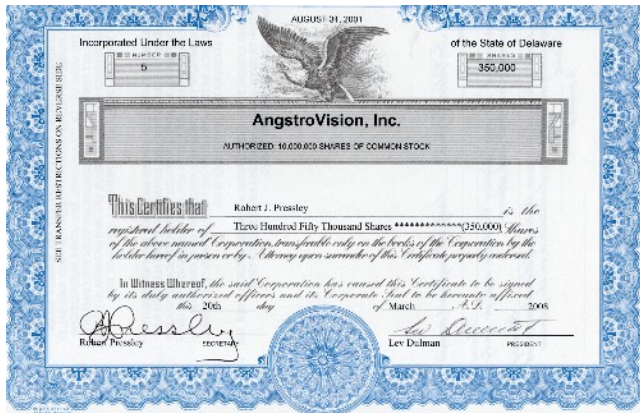 AUGUST 31, 2001
Incorporated Under the Laws
of the State of Delaware
NUMBER
SHARES
5
350,000
AngstroVision, Inc.
AUTHORIZED: 10,000,000 SHARES OF COMMON STOCK
SEE TRANSFER RESTRICTIONS ON REVERSE SIDE
This Certifies that Robert J. Pressley is the
registered holder of Three Hundred Fifty Thousand Shares *************(350,000) Shares
of the above named Corporation, transferable only on the books of the Corporation by the
holder hereof in person or by Attorney upon surrender of this Certificate properly endorsed.
In Witness Whereof, the said Corporation has caused this Certificate to be signed
by its duly authorized officers and its Corporate Seal to be hereunto affixed
this 20th day of March A.D. 2008
Robert Pressley SECRETARY
Lev Dulman PRESIDENT